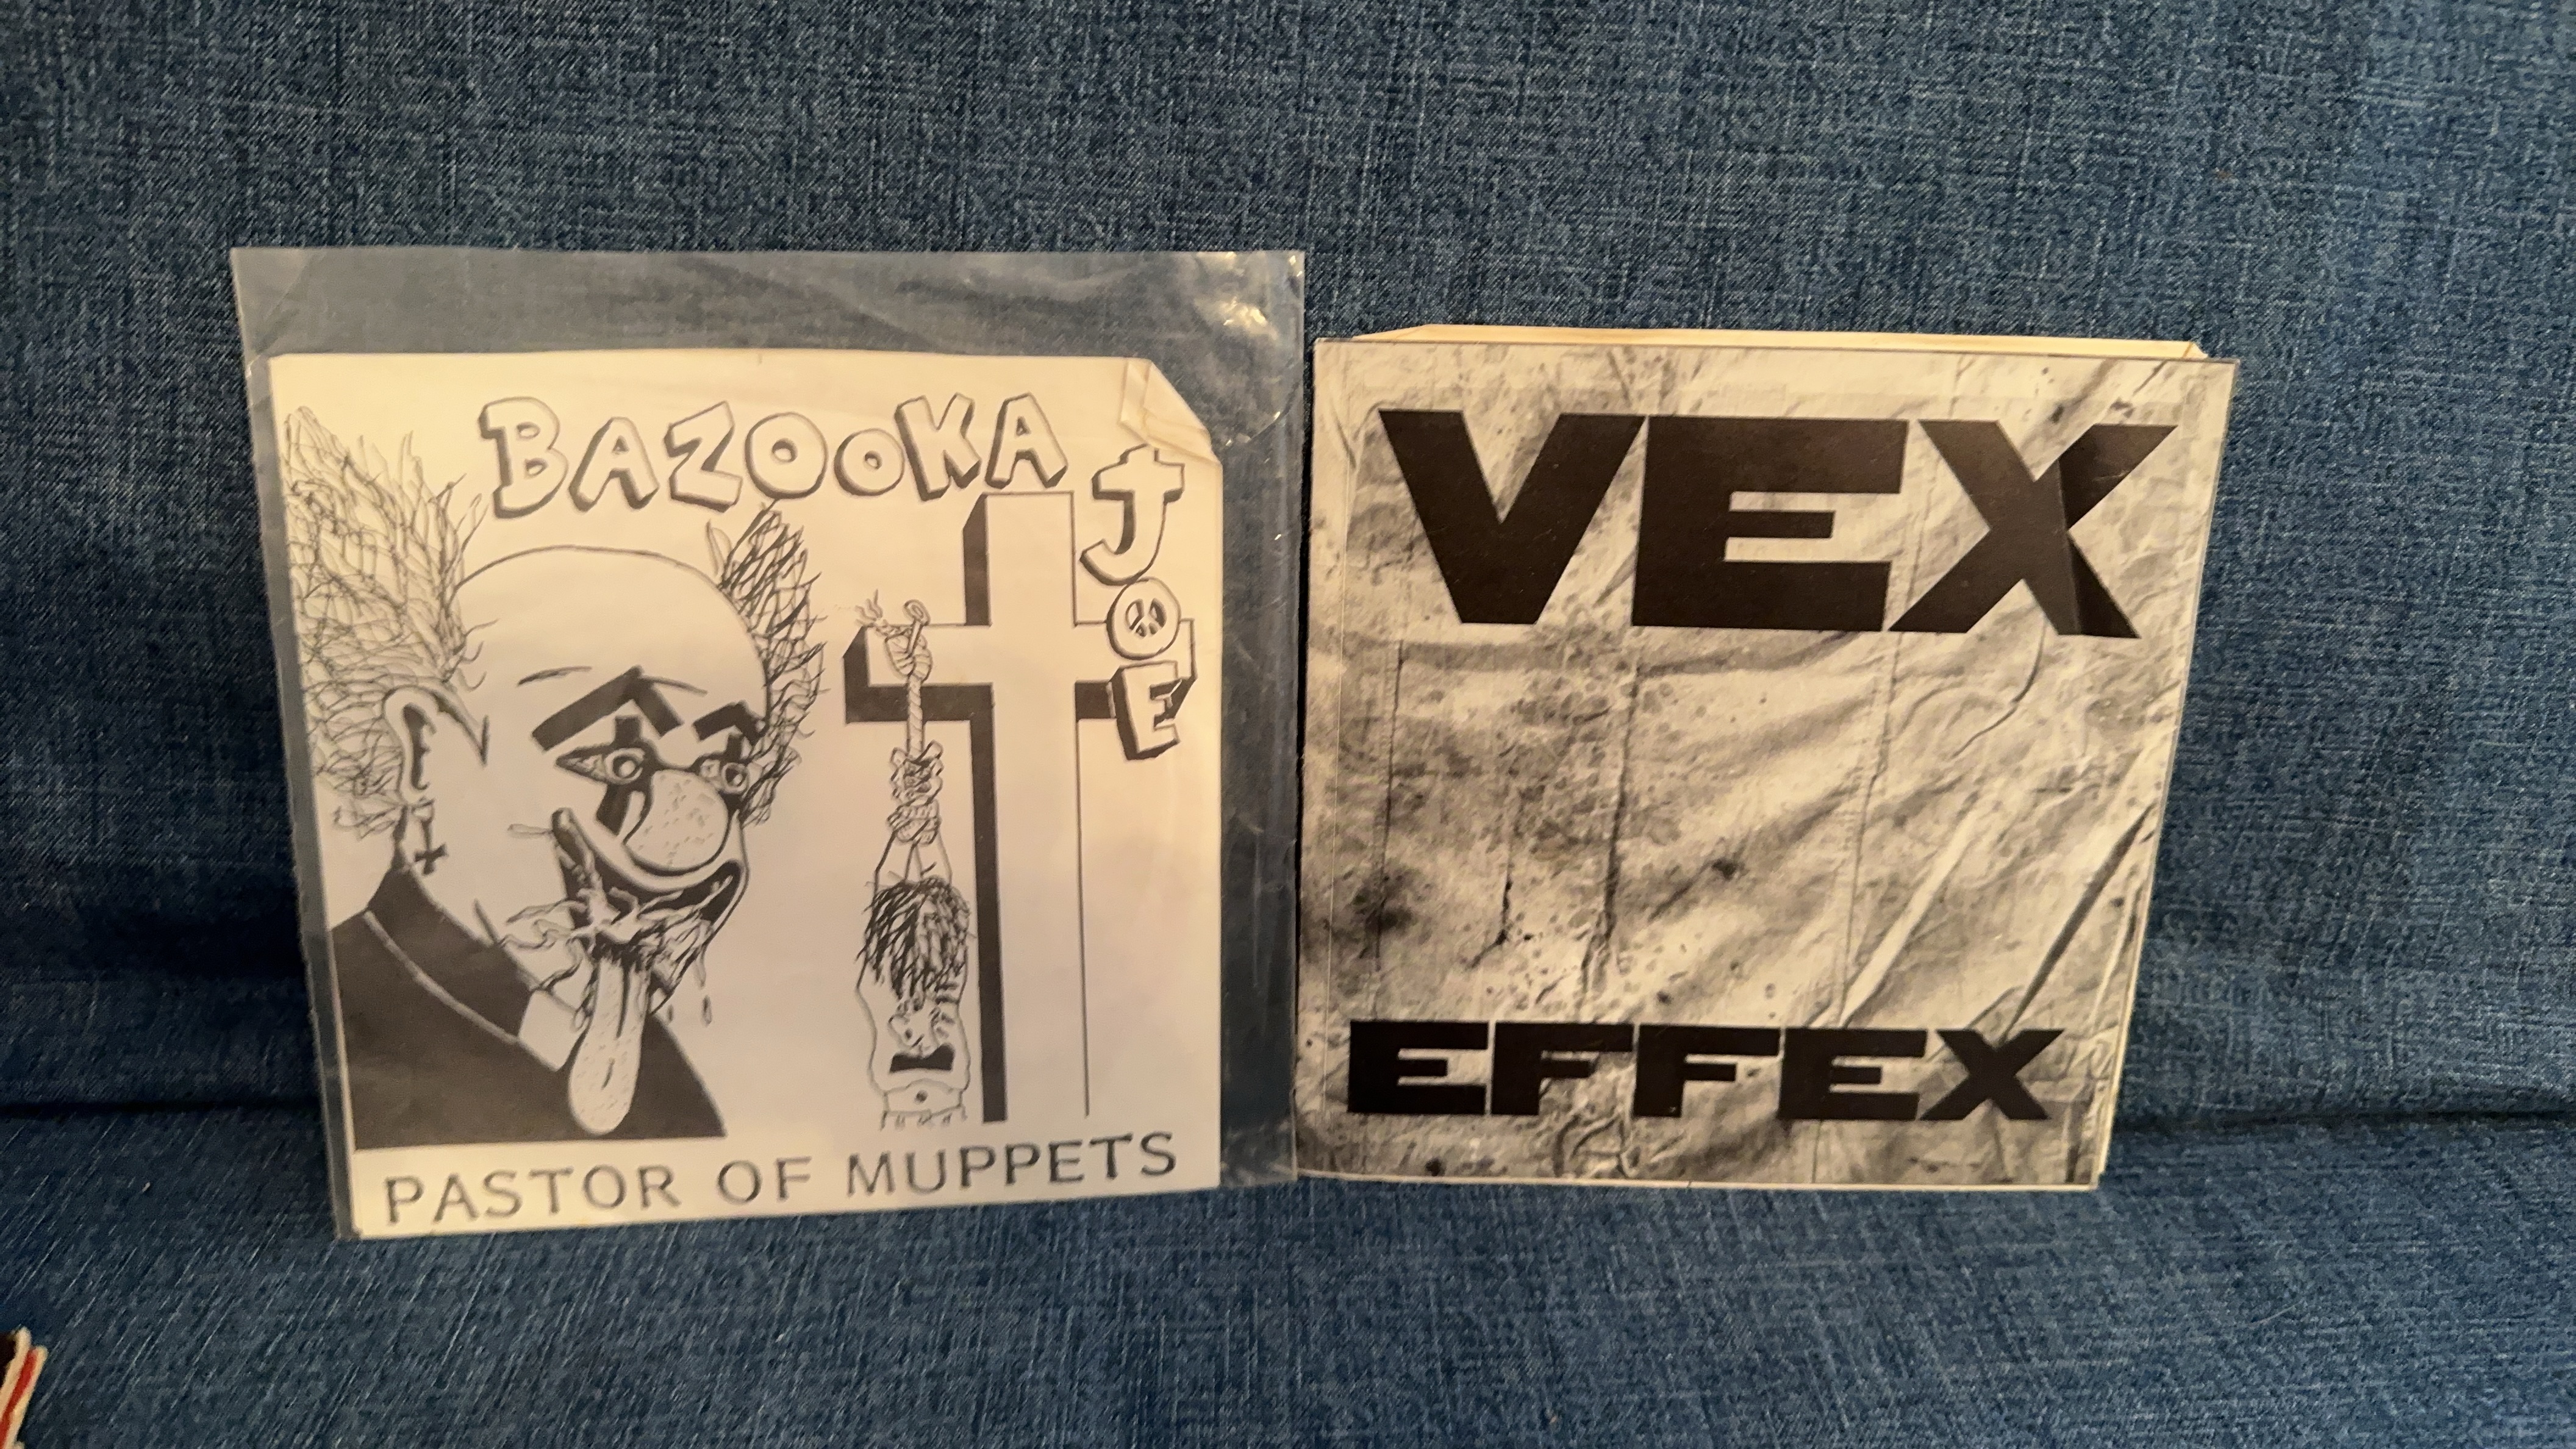 BAZOOKA
JOE
PASTOR OF MUPPETS
VEX
EFFEX